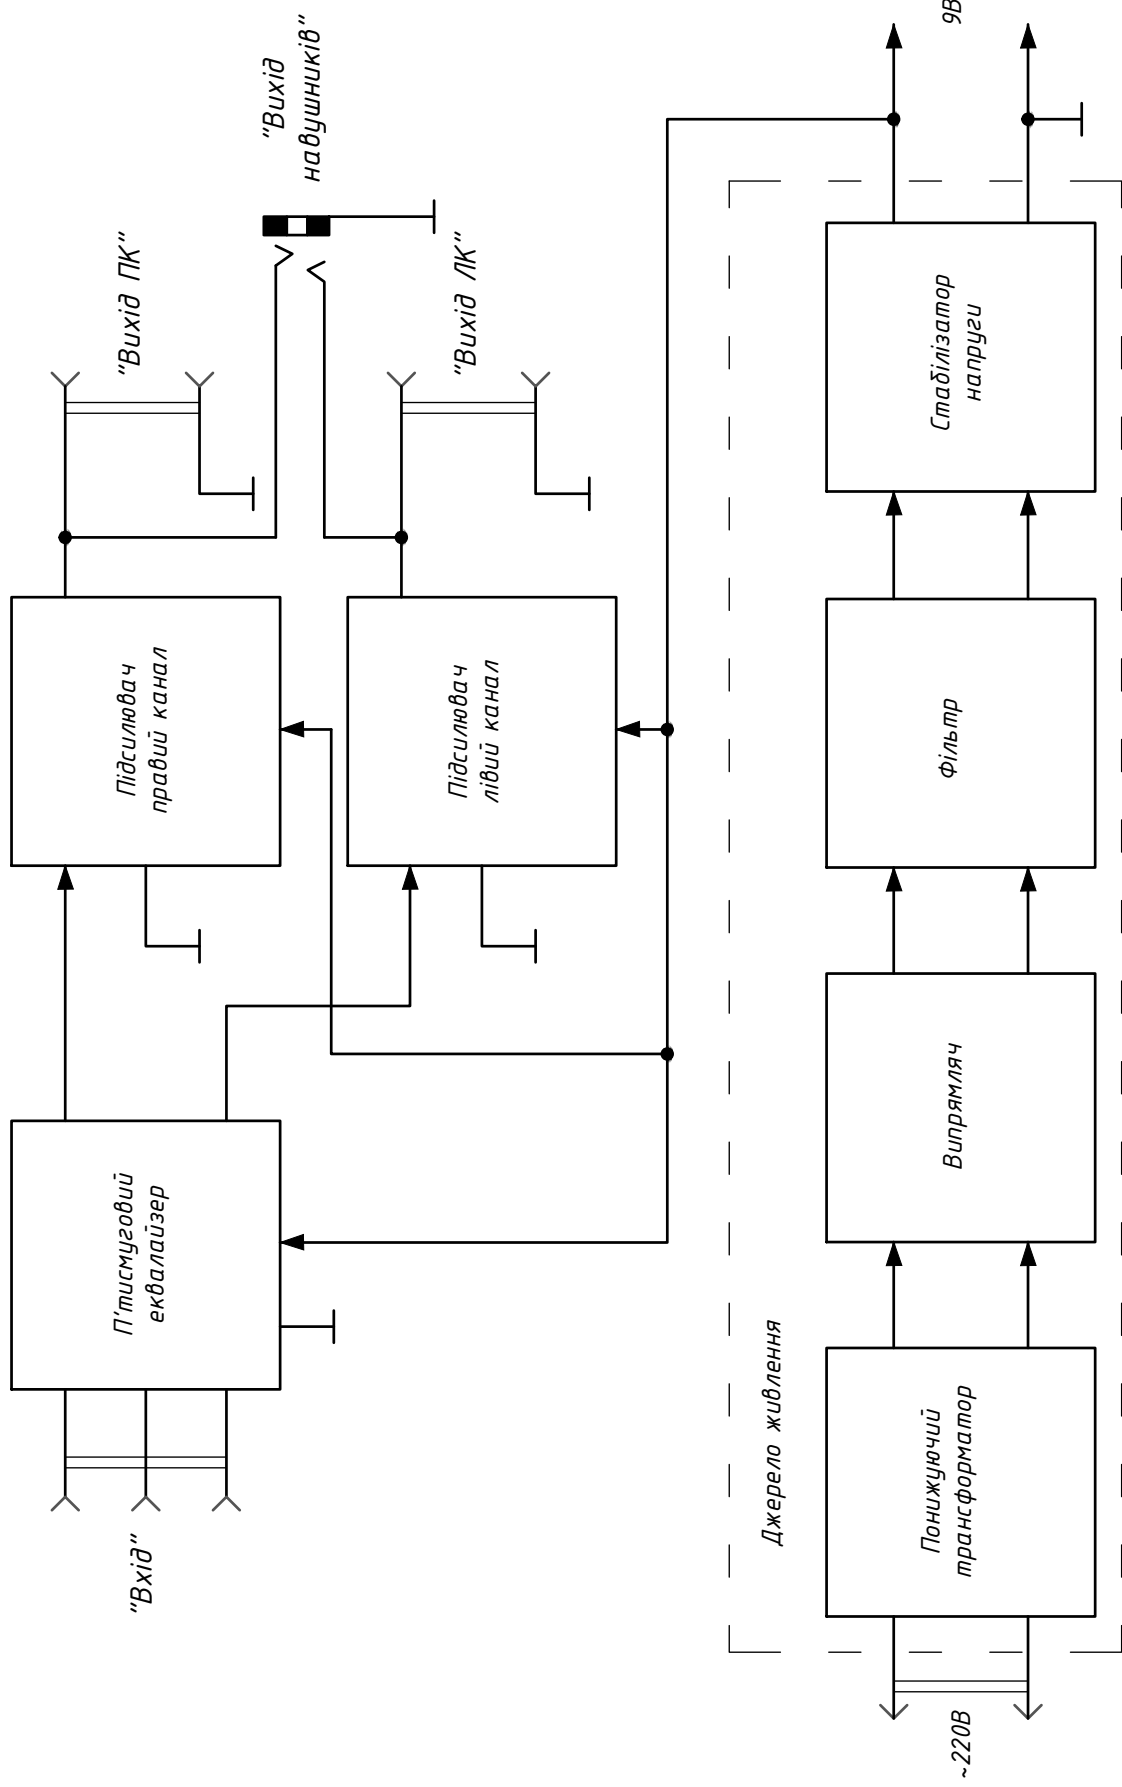 "Вхід"
П'тисмуговий
еквалайзер
Підсилювач
правий канал
"Вихід ПК"
"Вихід
навушників"
Підсилювач
лівий канал
"Вихід ЛК"
Джерело живлення
~220В
Понижуючий
трансформатор
Випрямляч
Фільтр
Стабілізатор
напруги
9В